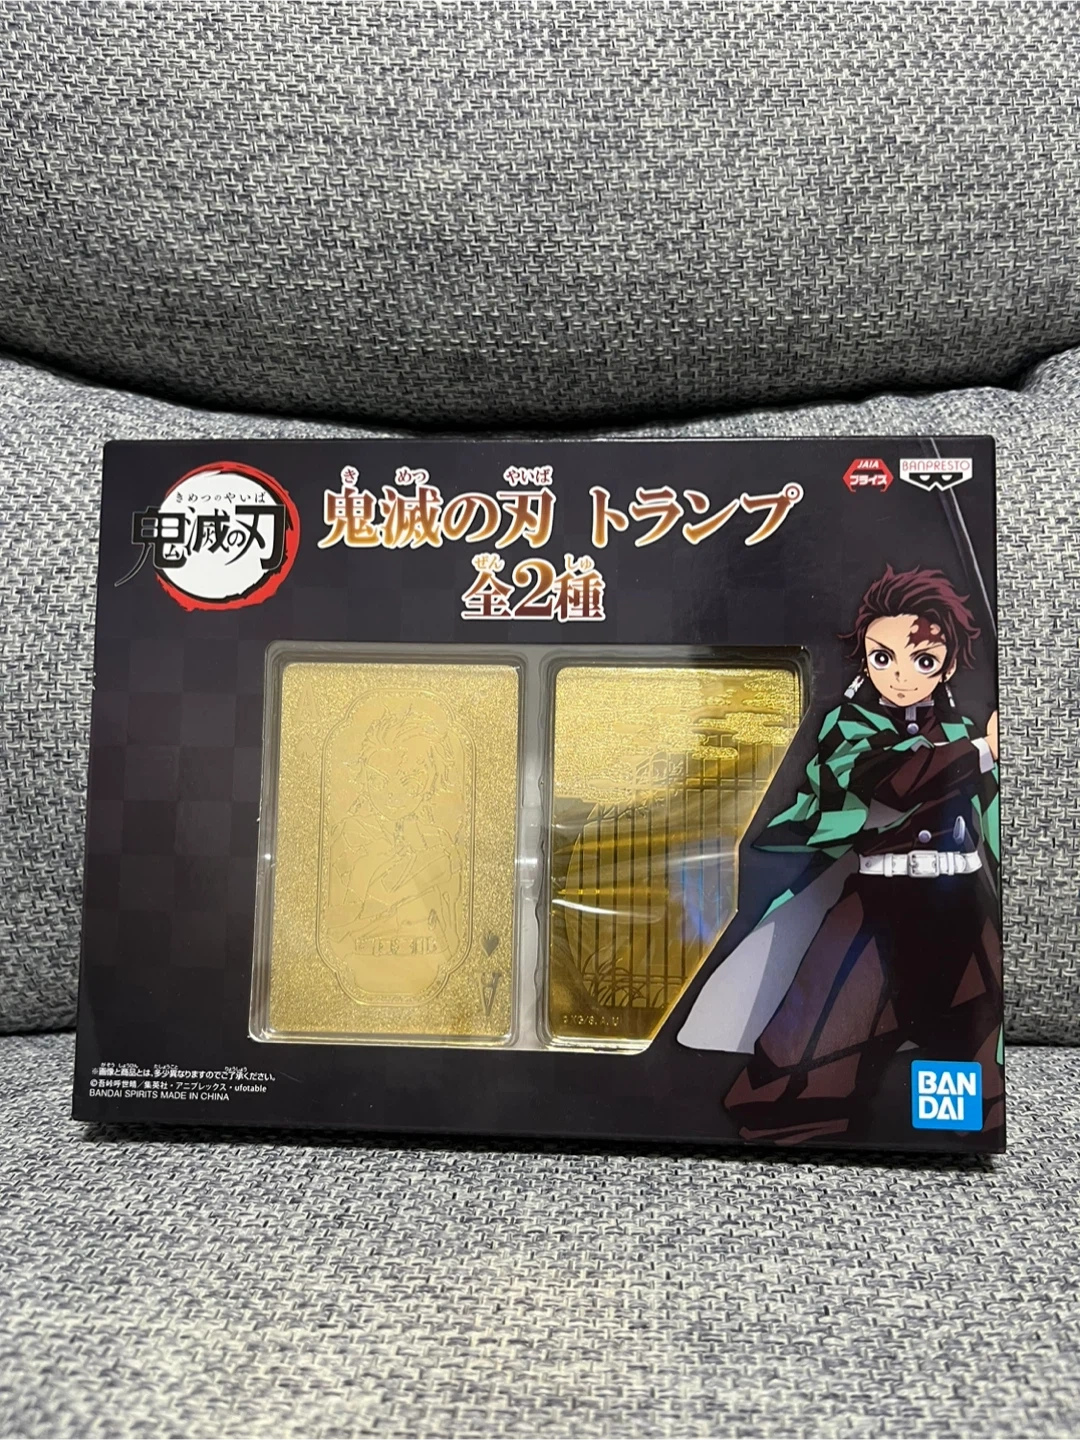 きめつのやいば
鬼滅の刃
き めつ やいば
鬼滅の刃 トランプ
ぜん しゅ
全2種
JAIA
プライズ
BANPRESTO
A
©K.G/S,A,U
※画像と商品とは、多少異なりますのでご了承ください。
©吾峠呼世晴／集英社・アニプレックス・ufotable
BANDAI SPIRITS MADE IN CHINA
BAN
DAI